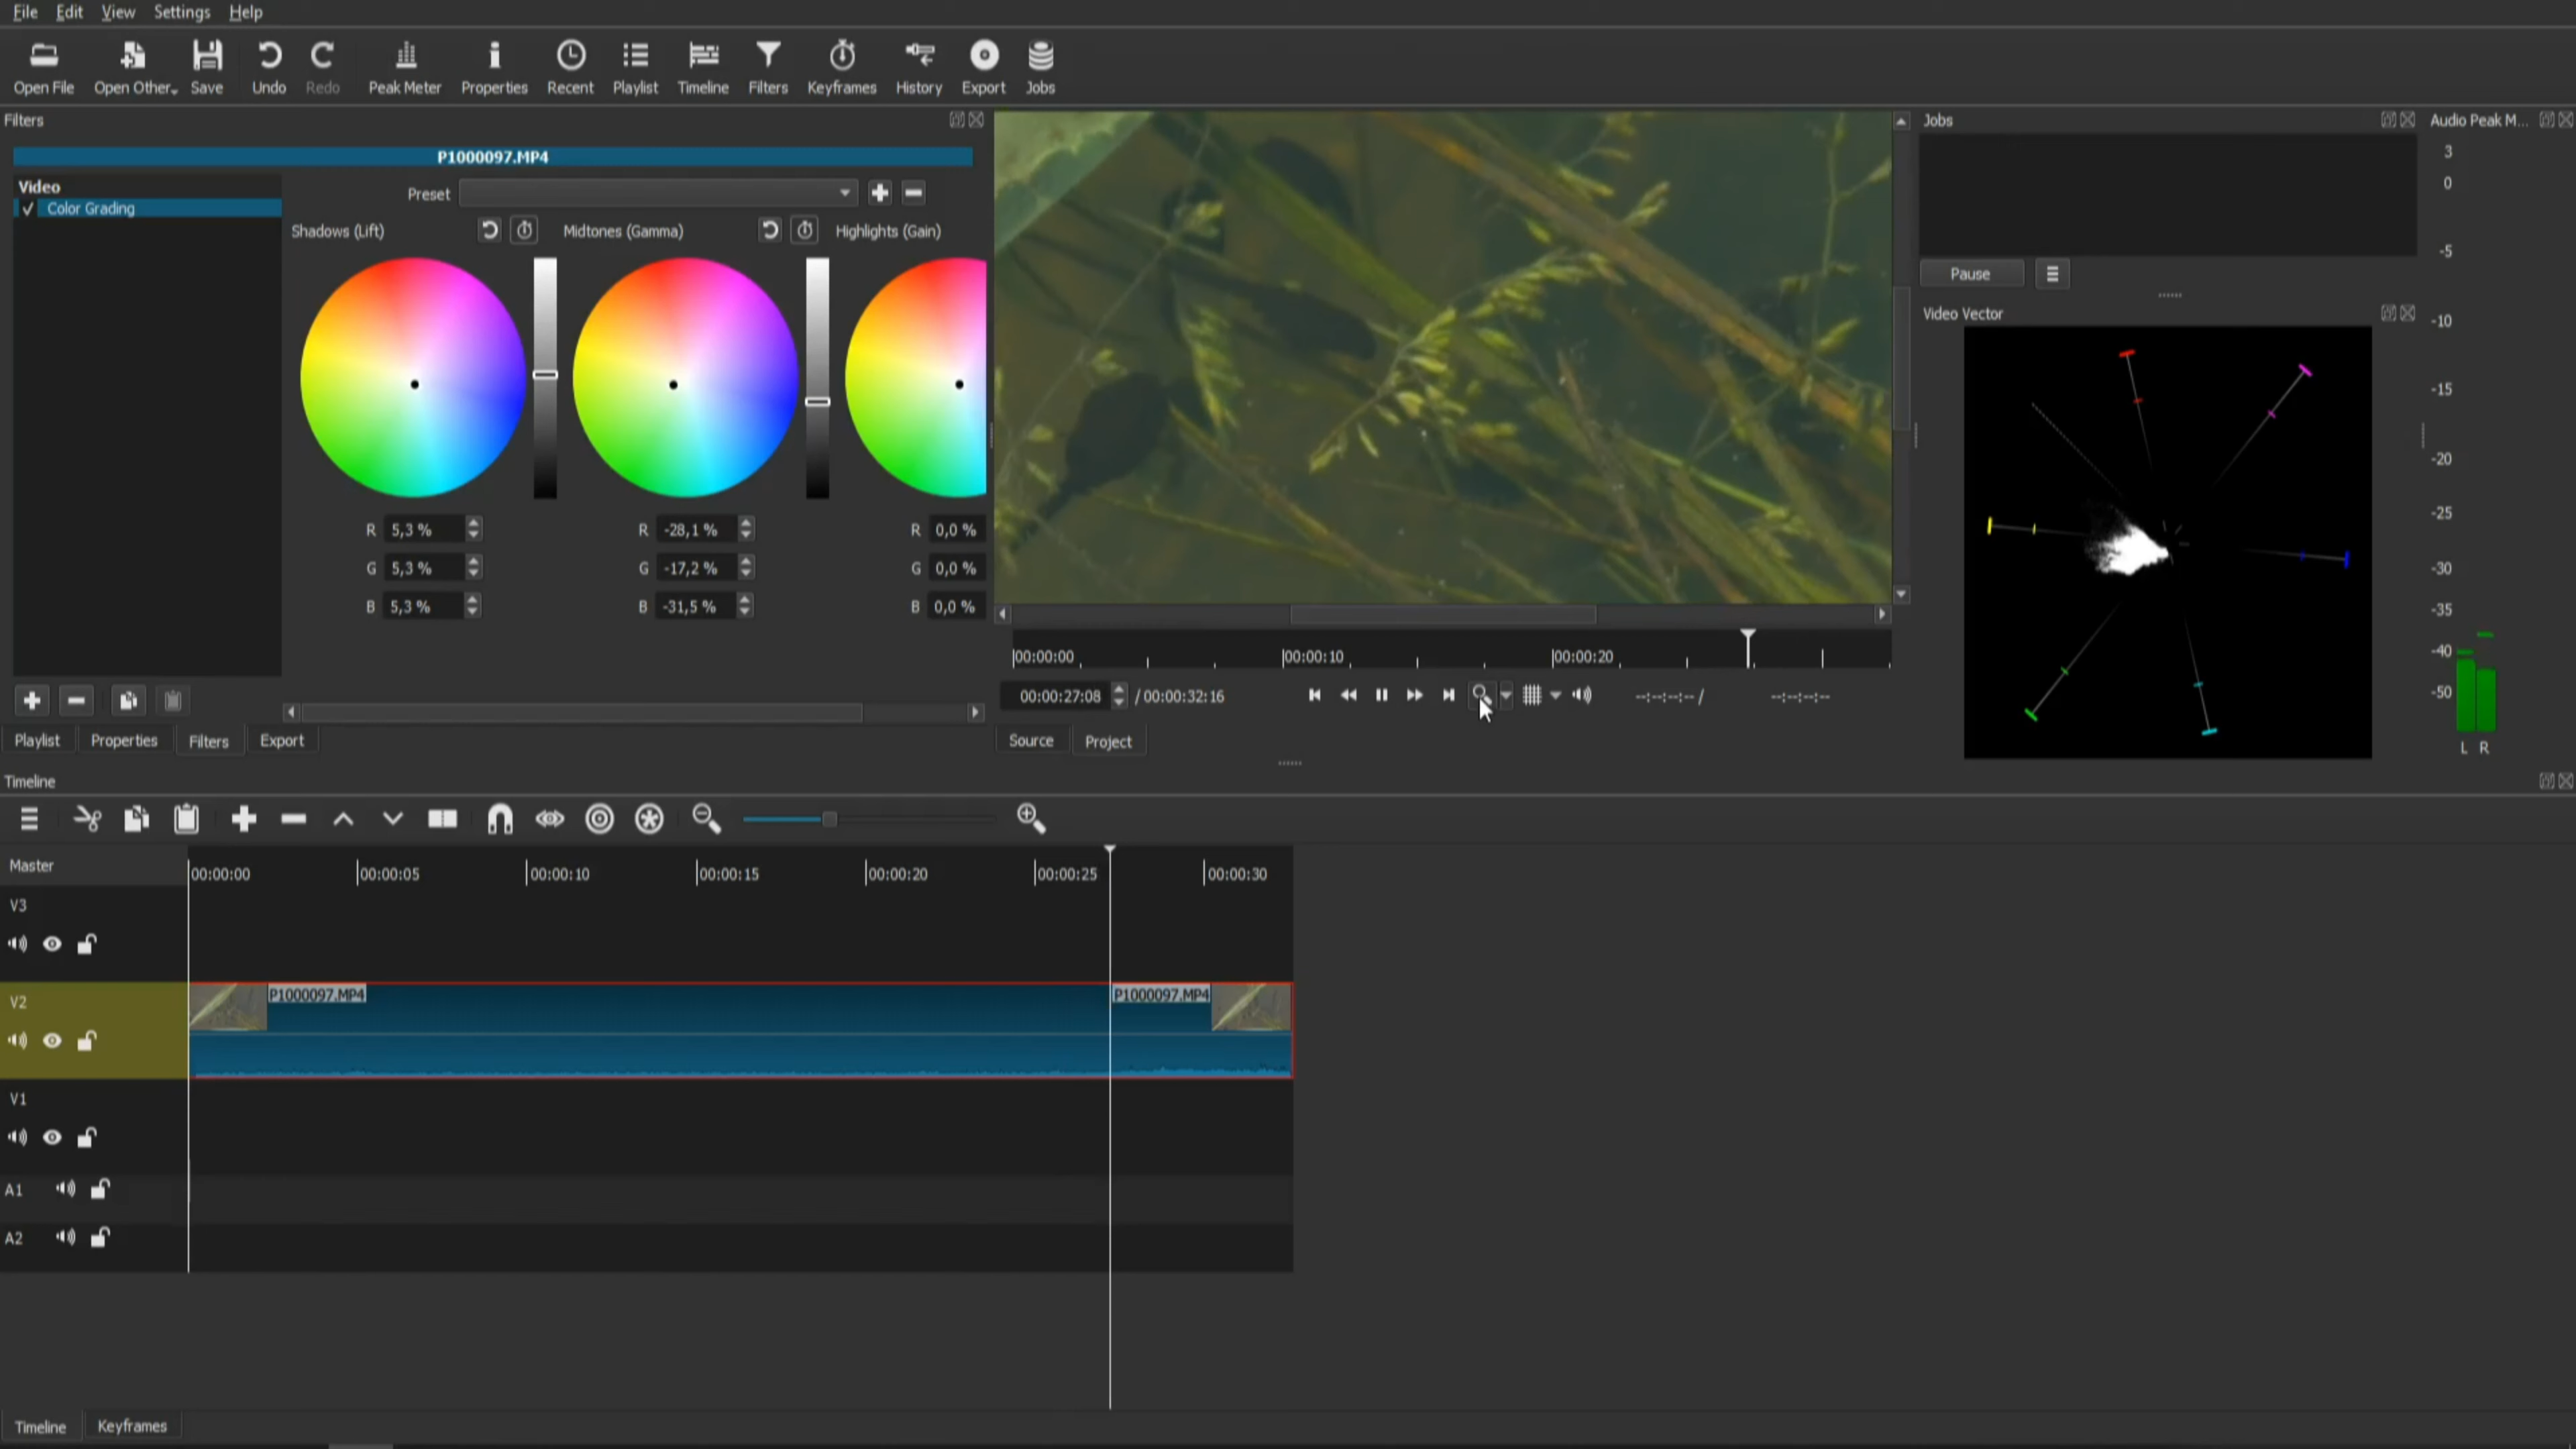 File Edit View Settings Help
Open File Open Other Save Undo Redo Peak Meter Properties Recent Playlist Timeline Filters Keyframes History Export Jobs
Filters
P1000097.MP4
Video
Color Grading
Preset
Shadows (Lift) Midtones (Gamma) Highlights (Gain)
R 5,3 % R -28,1 % R 0,0 %
G 5,3 % G -17,2 % G 0,0 %
B 5,3 % B -31,5 % B 0,0 %
Playlist Properties Filters Export
00:00:00 00:00:10 00:00:20
00:00:27:08 / 00:00:32:16 --:--:--:-- / --:--:--:--
Source Project
Jobs
Pause
Video Vector
Audio Peak M...
3
0
-5
-10
-15
-20
-25
-30
-35
-40
-50
L R
Timeline
Master
00:00:00 00:00:05 00:00:10 00:00:15 00:00:20 00:00:25 00:00:30
V3
V2
P1000097.MP4 P1000097.MP4
V1
A1
A2
Timeline Keyframes